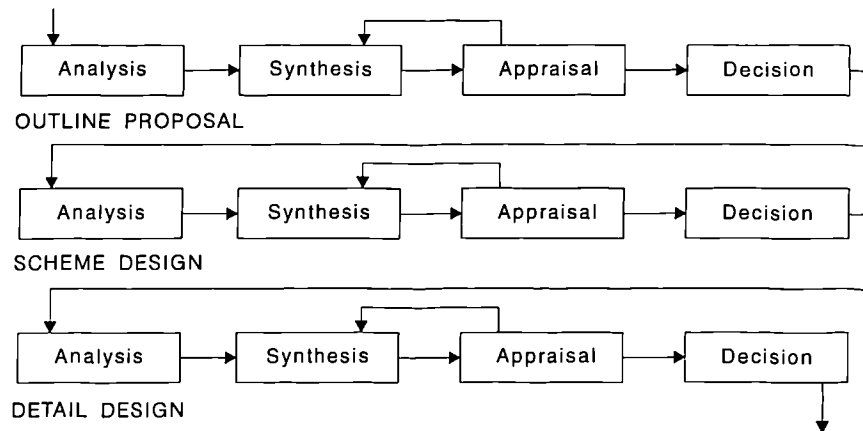 Analysis Synthesis Appraisal Decision
OUTLINE PROPOSAL
Analysis Synthesis Appraisal Decision
SCHEME DESIGN
Analysis Synthesis Appraisal Decision
DETAIL DESIGN